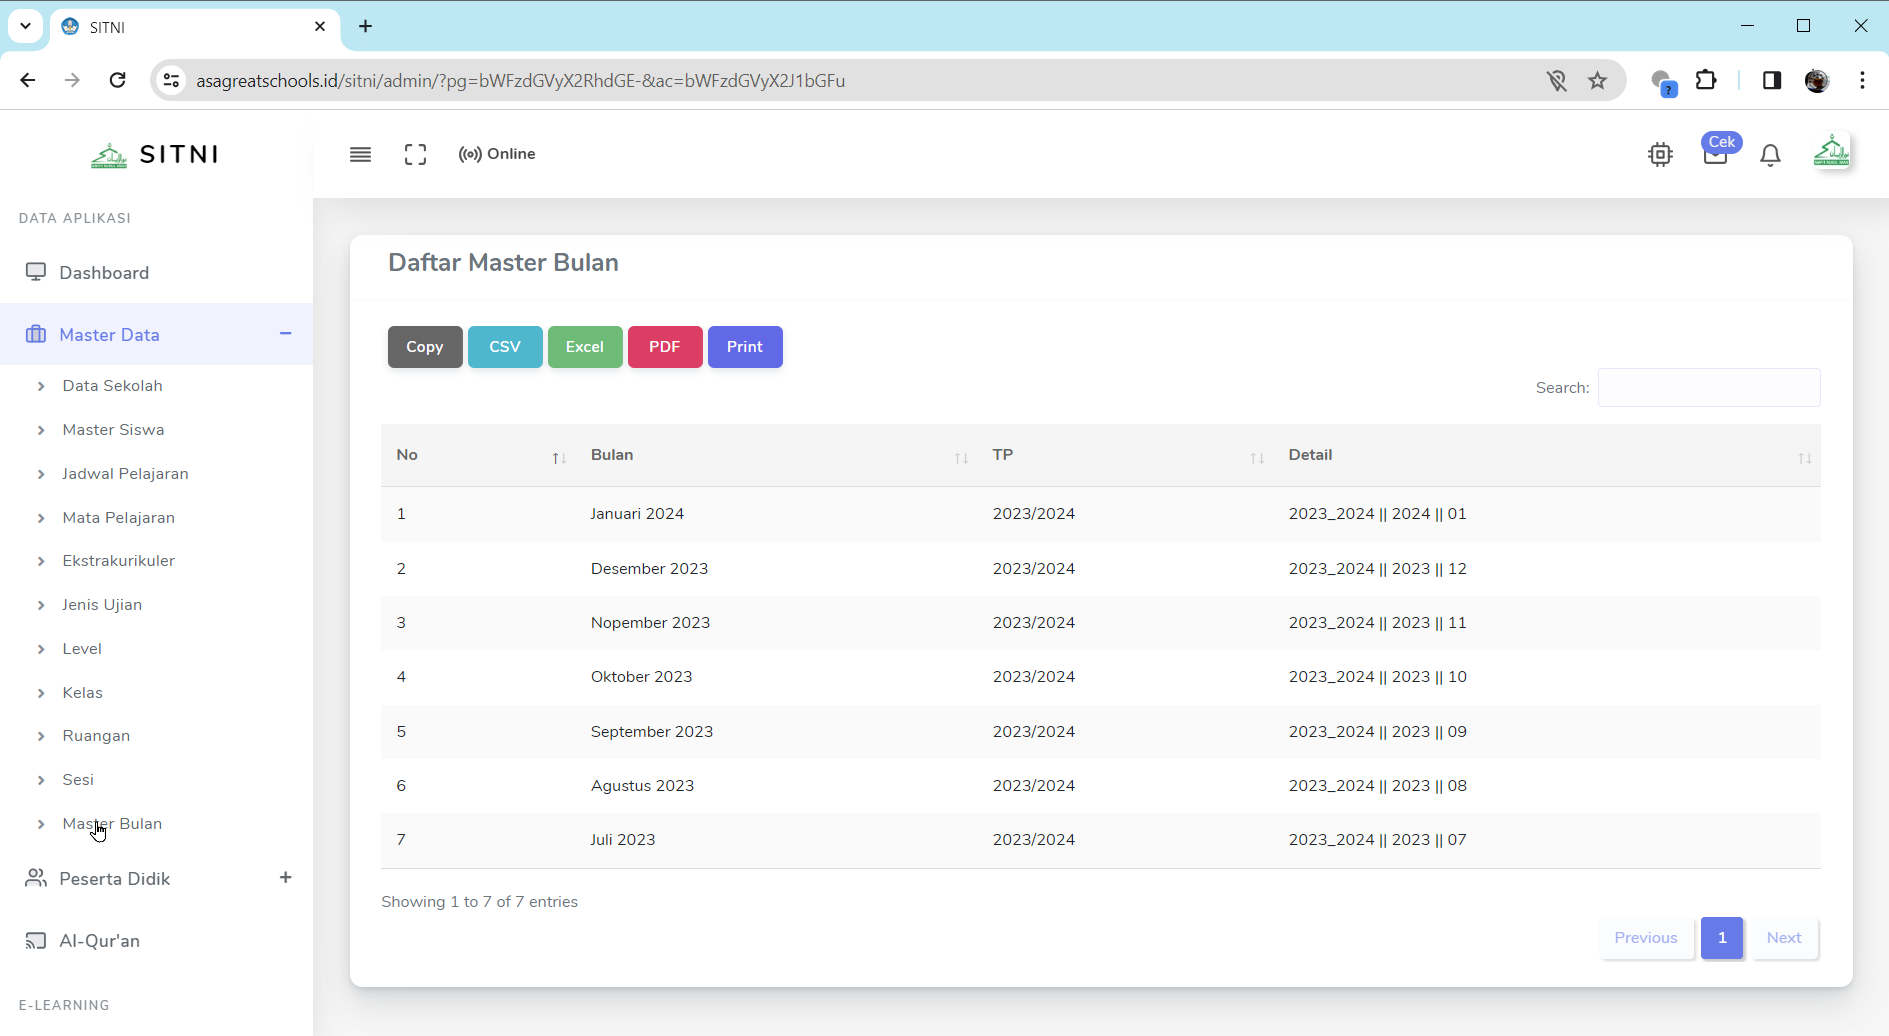 SITNI
asagreatschools.id/sitni/admin/?pg=bWFzdGVyX2RhdGE-&ac=bWFzdGVyX2J1bGFu
?
SITNI
Online
Cek
DATA APLIKASI
Dashboard
Master Data
Data Sekolah
Master Siswa
Jadwal Pelajaran
Mata Pelajaran
Ekstrakurikuler
Jenis Ujian
Level
Kelas
Ruangan
Sesi
Master Bulan
Peserta Didik
Al-Qur'an
E-LEARNING
Daftar Master Bulan
Copy CSV Excel PDF Print
Search:
No Bulan TP Detail
1 Januari 2024 2023/2024 2023_2024 || 2024 || 01
2 Desember 2023 2023/2024 2023_2024 || 2023 || 12
3 Nopember 2023 2023/2024 2023_2024 || 2023 || 11
4 Oktober 2023 2023/2024 2023_2024 || 2023 || 10
5 September 2023 2023/2024 2023_2024 || 2023 || 09
6 Agustus 2023 2023/2024 2023_2024 || 2023 || 08
7 Juli 2023 2023/2024 2023_2024 || 2023 || 07
Showing 1 to 7 of 7 entries
Previous 1 Next